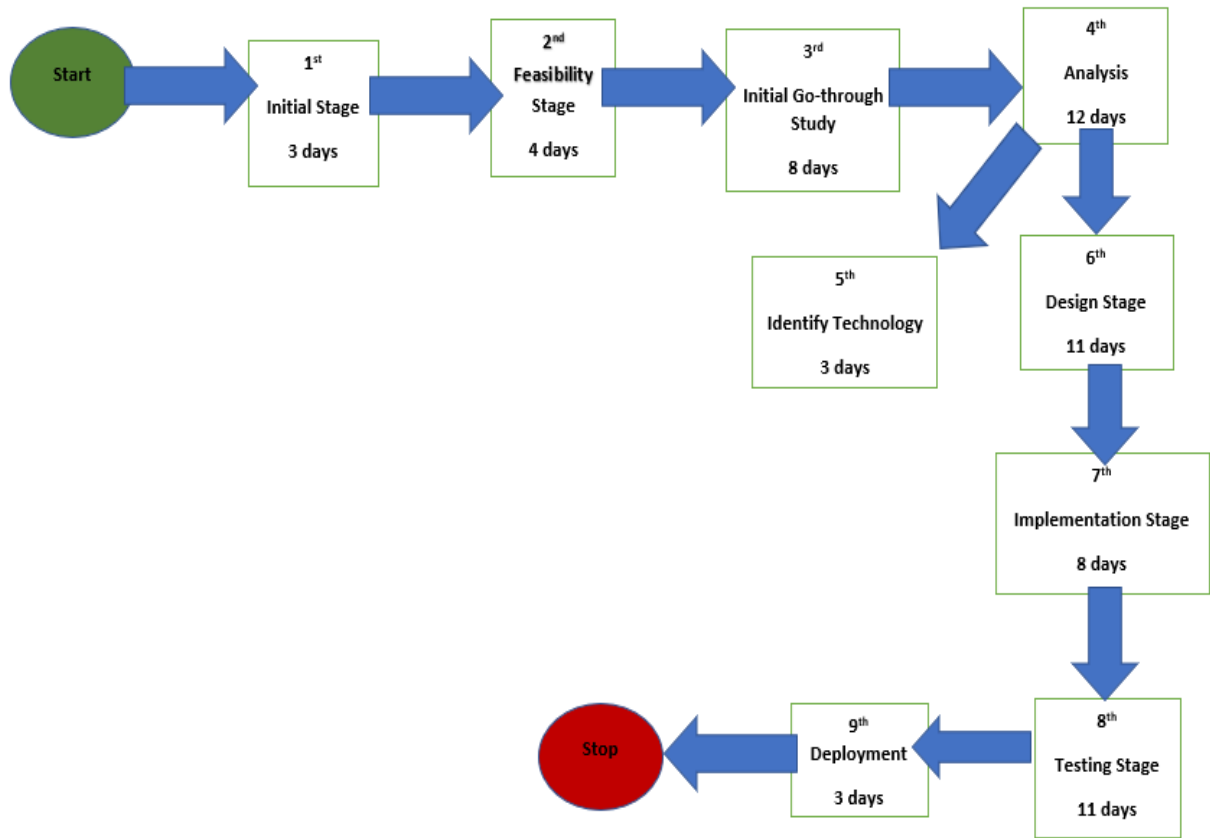 Start
1st
Initial Stage
3 days
2nd
Feasibility
Stage
4 days
3rd
Initial Go-through
Study
8 days
4th
Analysis
12 days
5th
Identify Technology
3 days
6th
Design Stage
11 days
7th
Implementation Stage
8 days
8th
Testing Stage
11 days
9th
Deployment
3 days
Stop